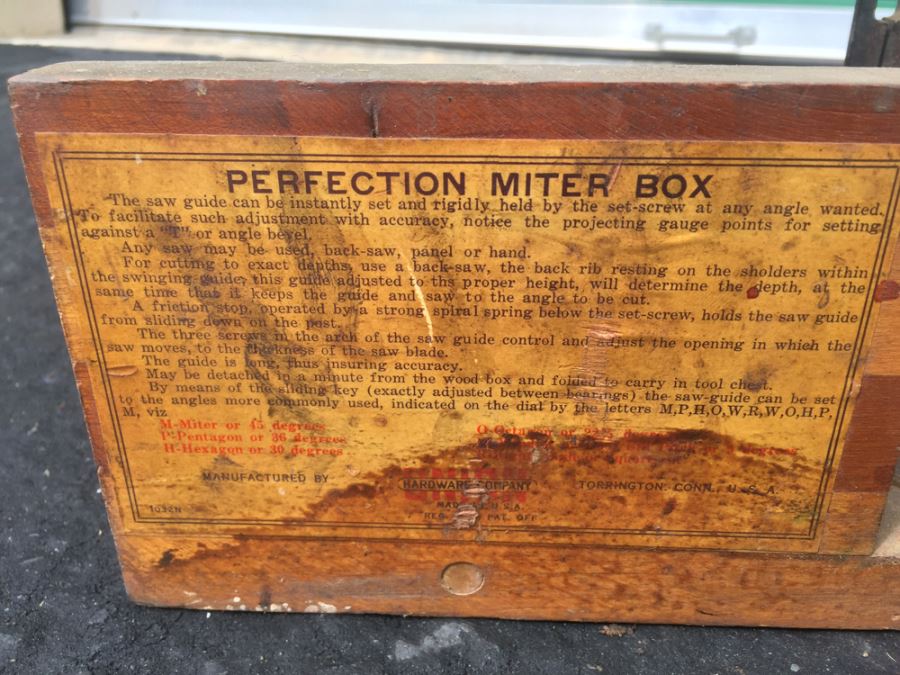 PERFECTION MITER BOX
The saw guide can be instantly set and rigidly held by the set-screw at any angle wanted.
To facilitate such adjustment with accuracy, notice the projecting gauge points for setting
against a "T" or angle bevel.
Any saw may be used, back-saw, panel or hand.
For cutting to exact depths, use a back-saw, the back rib resting on the sholders within
the swinging guide; this guide adjusted to the proper height, will determine the depth, at the
same time that it keeps the guide and saw to the angle to be cut.
A friction stop, operated by a strong spiral spring below the set-screw, holds the saw guide
from sliding down on the post.
The three screws in the arch of the saw guide control and adjust the opening in which the
saw moves, to the thickness of the saw blade.
The guide is long, thus insuring accuracy.
May be detached in a minute from the wood box and folded to carry in tool chest.
By means of the sliding key (exactly adjusted between bearings) the saw-guide can be set
to the angles more commonly used, indicated on the dial by the letters M,P,H,O,W,R,W,O,H,P,
M, viz
M-Miter or 45 degrees
P-Pentagon or 36 degrees
H-Hexagon or 30 degrees
O-Octagon or degrees
degrees
MANUFACTURED BY
HARDWARE COMPANY
TORRINGTON, CONN., U.S.A.
U.S.A.
REG. PAT. OFF
1032N